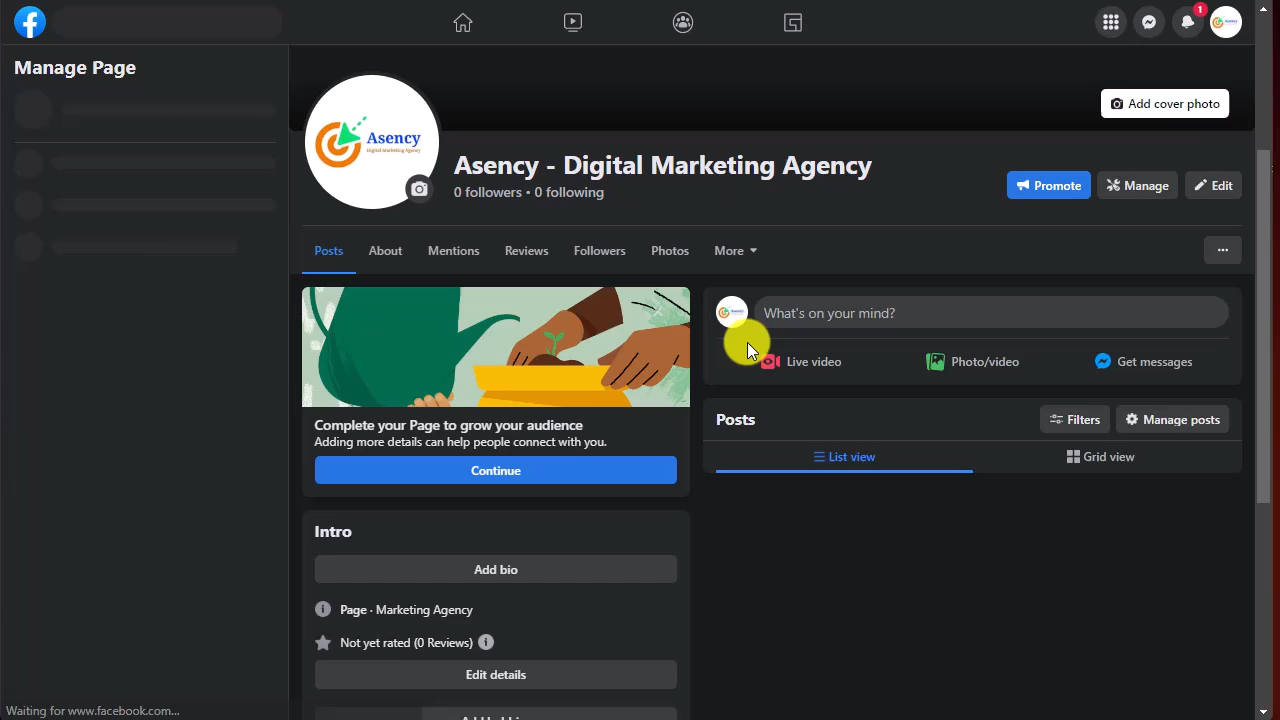 1
Manage Page
Add cover photo
Asency
Digital Marketing Agency
Asency - Digital Marketing Agency
0 followers • 0 following
Promote
Manage
Edit
Posts
About
Mentions
Reviews
Followers
Photos
More
What's on your mind?
Live video
Photo/video
Get messages
Complete your Page to grow your audience
Adding more details can help people connect with you.
Continue
Posts
Filters
Manage posts
List view
Grid view
Intro
Add bio
Page · Marketing Agency
Not yet rated (0 Reviews)
Edit details
Waiting for www.facebook.com...